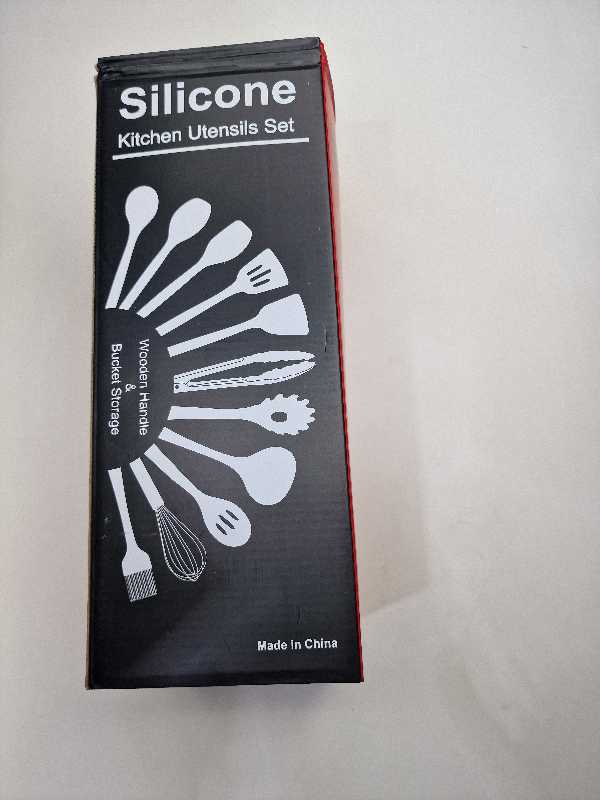 Silicone
Kitchen Utensils Set
Wooden Handle
&
Bucket Storage
Made in China